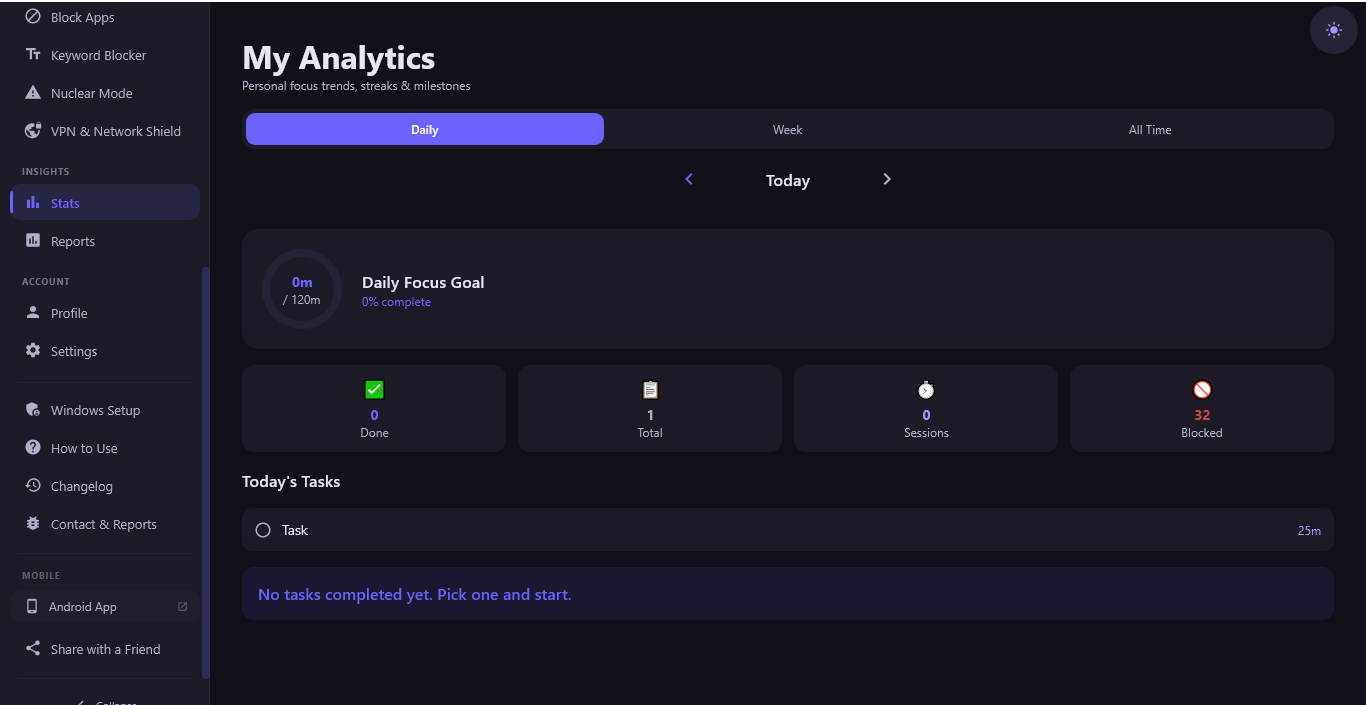 Block Apps
Keyword Blocker
Nuclear Mode
VPN & Network Shield
INSIGHTS
Stats
Reports
ACCOUNT
Profile
Settings
Windows Setup
How to Use
Changelog
Contact & Reports
MOBILE
Android App
Share with a Friend
Collapse
My Analytics
Personal focus trends, streaks & milestones
Daily
Week
All Time
Today
0m
/ 120m
Daily Focus Goal
0% complete
0
Done
1
Total
0
Sessions
32
Blocked
Today's Tasks
Task
25m
No tasks completed yet. Pick one and start.